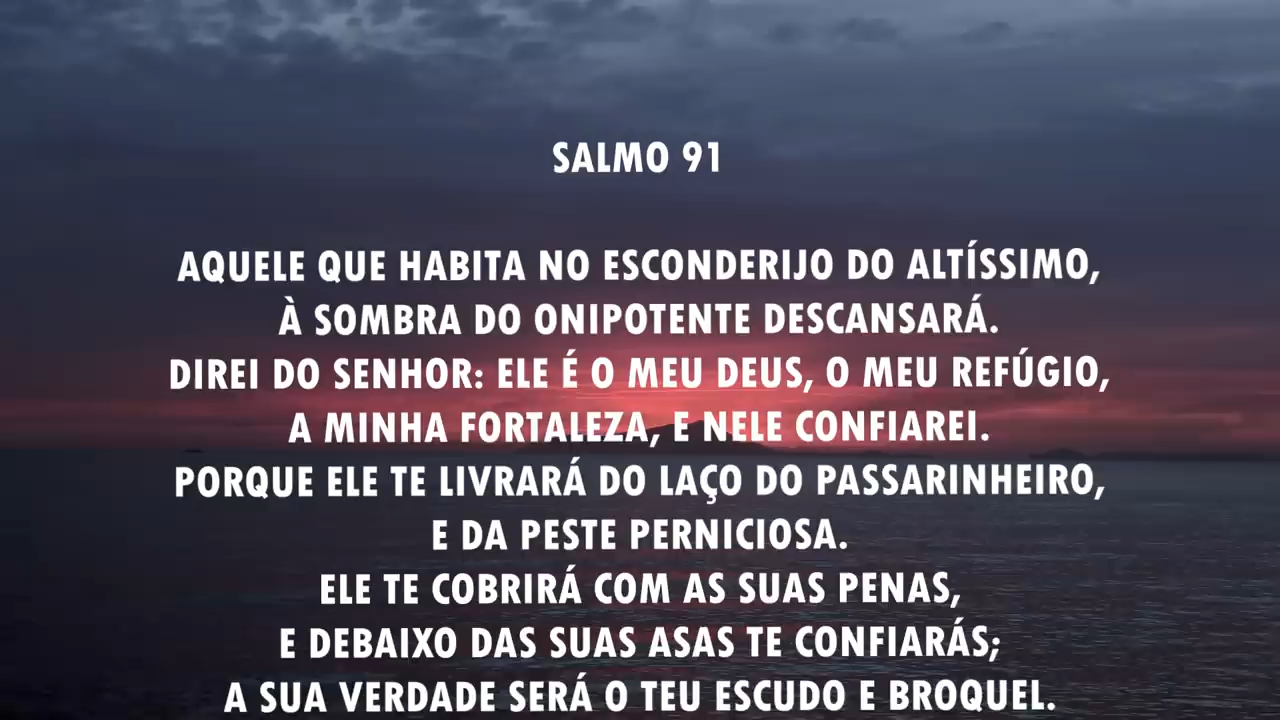 SALMO 91
AQUELE QUE HABITA NO ESCONDERIJO DO ALTÍSSIMO,
À SOMBRA DO ONIPOTENTE DESCANSARÁ.
DIREI DO SENHOR: ELE É O MEU DEUS, O MEU REFÚGIO,
A MINHA FORTALEZA, E NELE CONFIAREI.
PORQUE ELE TE LIVRARÁ DO LAÇO DO PASSARINHEIRO,
E DA PESTE PERNICIOSA.
ELE TE COBRIRÁ COM AS SUAS PENAS,
E DEBAIXO DAS SUAS ASAS TE CONFIARÁS;
A SUA VERDADE SERÁ O TEU ESCUDO E BROQUEL.